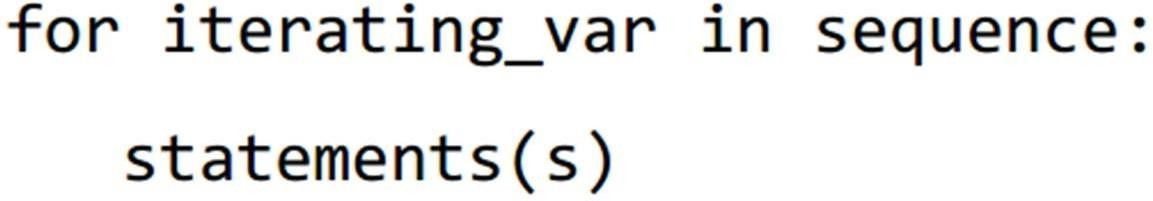 for iterating_var in sequence:
statements(s)